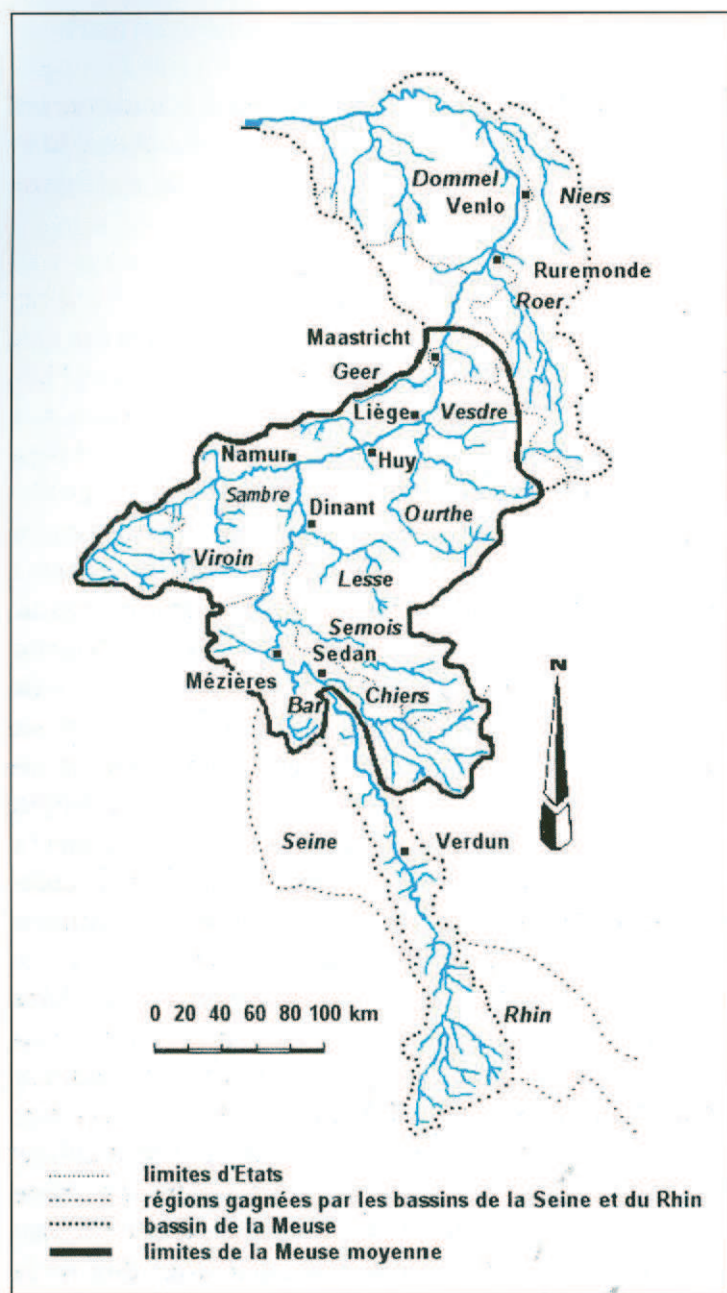 Dommel
Venlo
Niers
Ruremonde
Roer
Maastricht
Geer
Liège
Vesdre
Namur
Huy
Sambre
Dinant
Ourthe
Viroin
Lesse
Semois
Sedan
Mézières
Chiers
Bar
N
Seine
Verdun
0 20 40 60 80 100 km
Rhin
limites d'Etats
régions gagnées par les bassins de la Seine et du Rhin
bassin de la Meuse
limites de la Meuse moyenne